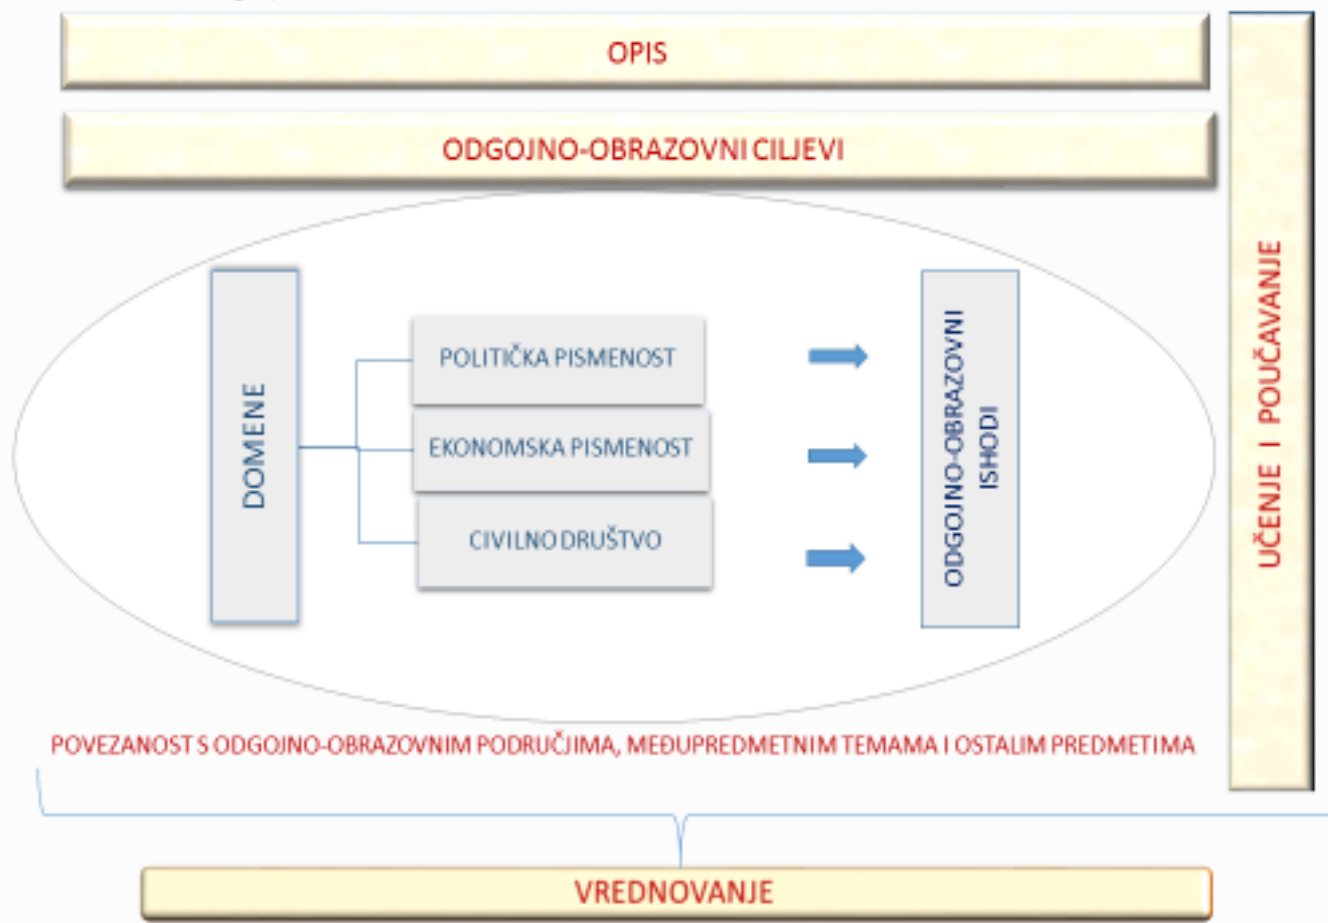 OPIS
ODGOJNO-OBRAZOVNI CILJEVI
DOMENE
POLITIČKA PISMENOST
EKONOMSKA PISMENOST
CIVILNO DRUŠTVO
ODGOJNO-OBRAZOVNI
ISHODI
UČENJE I POUČAVANJE
POVEZANOST S ODGOJNO-OBRAZOVNIM PODRUČJIMA, MEĐUPREDMETNIM TEMAMA I OSTALIM PREDMETIMA
VREDNOVANJE